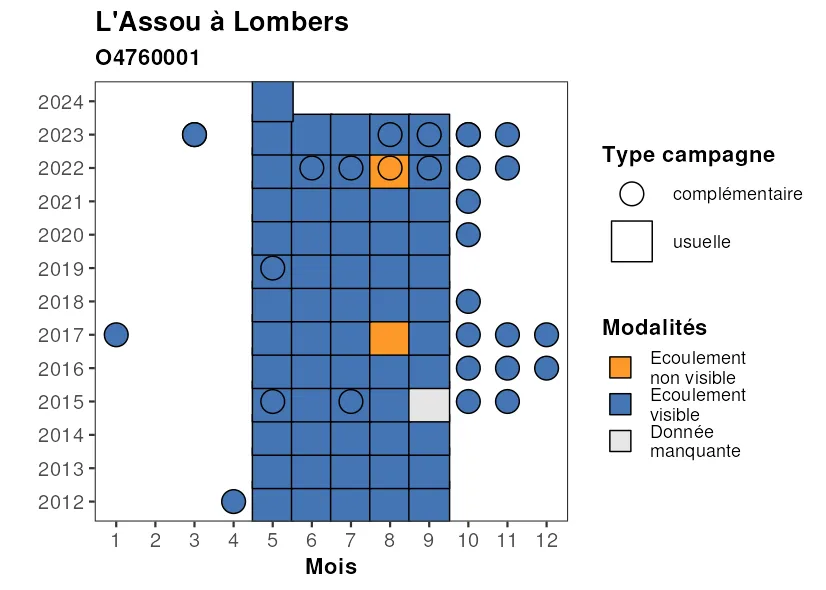 L'Assou à Lombers
O4760001
2024
2023
2022
2021
2020
2019
2018
2017
2016
2015
2014
2013
2012
1 2 3 4 5 6 7 8 9 10 11 12
Mois
Type campagne
complémentaire
usuelle
Modalités
Ecoulement
non visible
Ecoulement
visible
Donnée
manquante